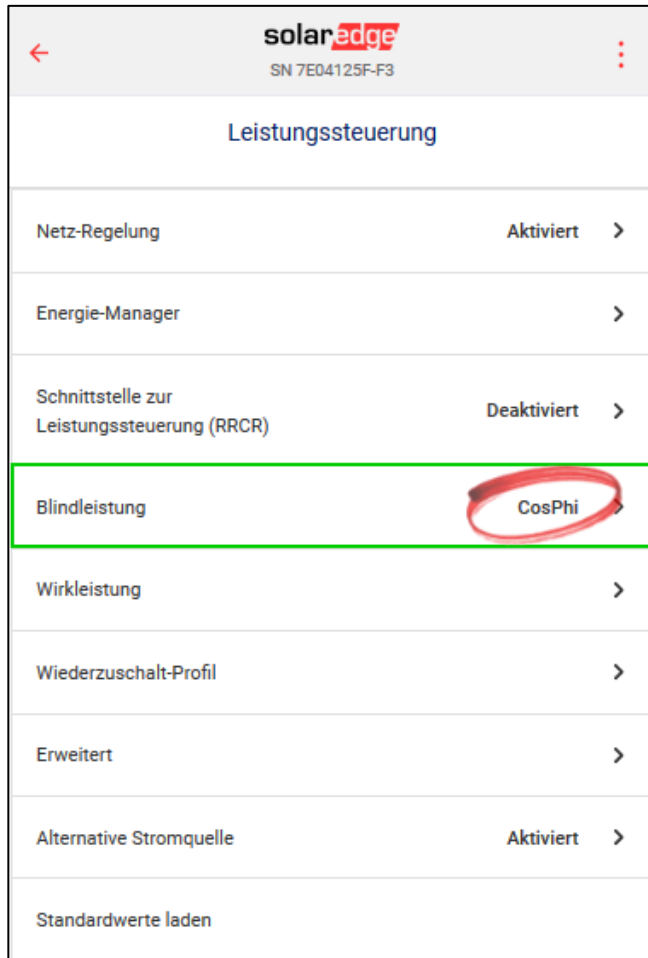 solaredge
SN 7E04125F-F3
Leistungssteuerung
Netz-Regelung Aktiviert
Energie-Manager
Schnittstelle zur
Leistungssteuerung (RRCR) Deaktiviert
Blindleistung CosPhi
Wirkleistung
Wiederzuschalt-Profil
Erweitert
Alternative Stromquelle Aktiviert
Standardwerte laden